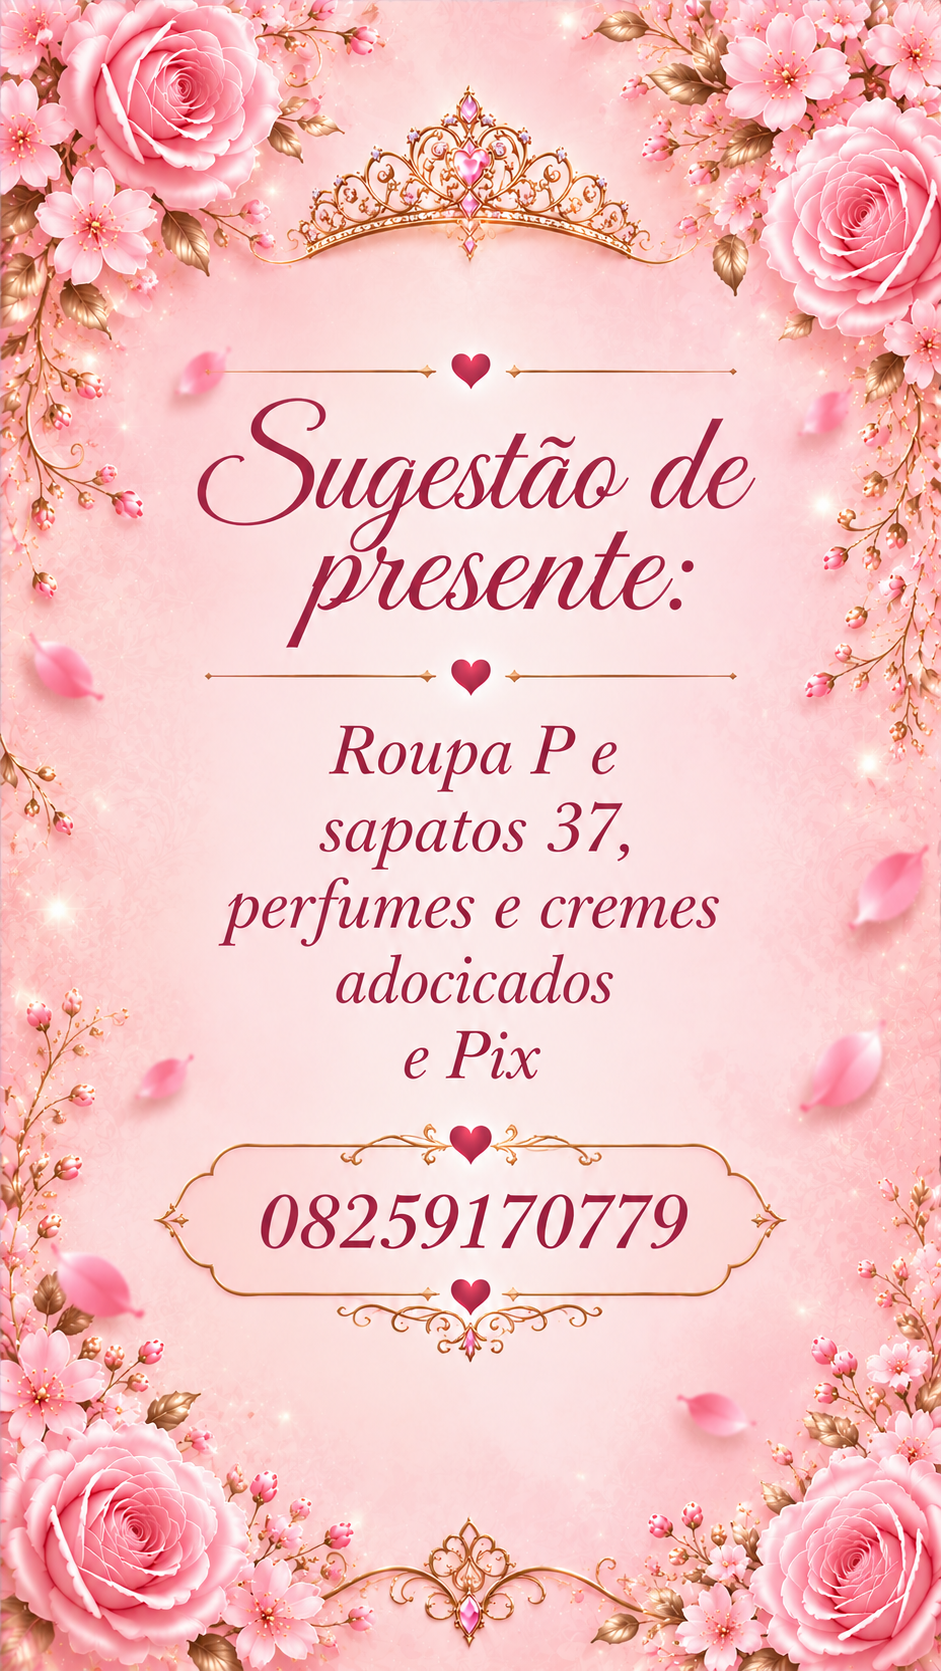 Sugestão de
presente:
Roupa P e
sapatos 37,
perfumes e cremes
adocicados
e Pix
08259170779